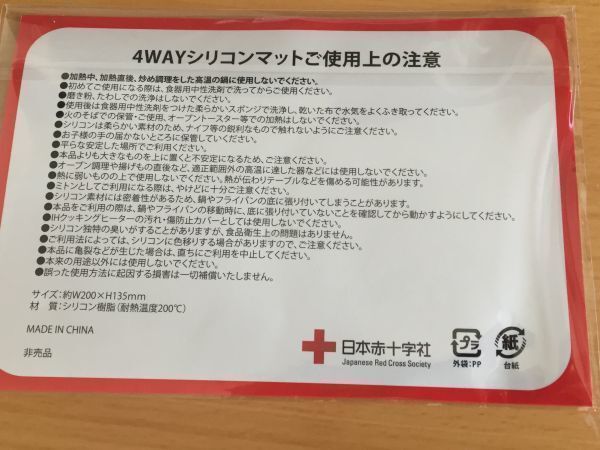 4WAYシリコンマットご使用上の注意
●加熱中、加熱直後、炒め調理をした高温の鍋に使用しないでください。
●初めてご使用になる際は、食器用中性洗剤で洗ってからご使用ください。
●磨き粉、たわしでの洗浄はしないでください。
●使用後は食器用中性洗剤をつけた柔らかいスポンジで洗浄し、乾いた布で水気をよくふき取ってください。
●火のそばでの保管・ご使用、オーブントースター等での加熱はしないでください。
●シリコンは柔らかい素材のため、ナイフ等の鋭利なもので触れないようにご注意ください。
●お子様の手の届かないところに保管していください。
●平らな安定した場所でご利用ください。
●本品よりも大きなものを上に置くと不安定になるため、ご注意ください。
●オーブン調理や揚げもの直後など、適正範囲外の高温に達した器などには使用しないでください。
●熱に弱いものの上で使用しないでください。熱が伝わりテーブルなどを傷める可能性があります。
●ミトンとしてご利用になる際は、やけどに十分ご注意ください。
●シリコン素材には密着性があるため、鍋やフライパンの底に張り付いてしまうことがあります。
●本品をご利用の際は、鍋やフライパンの移動時に、底に張り付いていないことを確認してから動かすようにしてください。
●IHクッキングヒーターの汚れ・傷防止カバーとしては使用しないでください。
●シリコン独特の臭いがすることがありますが、食品衛生上の問題はありません。
●ご利用方法によっては、シリコンに色移りする場合がありますので、ご注意ください。
●本品に亀裂などが生じた場合は、直ちにご利用を中止してください。
●本来の用途以外には使用しないでください。
●誤った使用方法に起因する損害は一切補償いたしません。
サイズ:約W200×H135mm
材 質:シリコン樹脂(耐熱温度200℃)
MADE IN CHINA
非売品
日本赤十字社
Japanese Red Cross Society
プラ
外袋:PP
紙
台紙